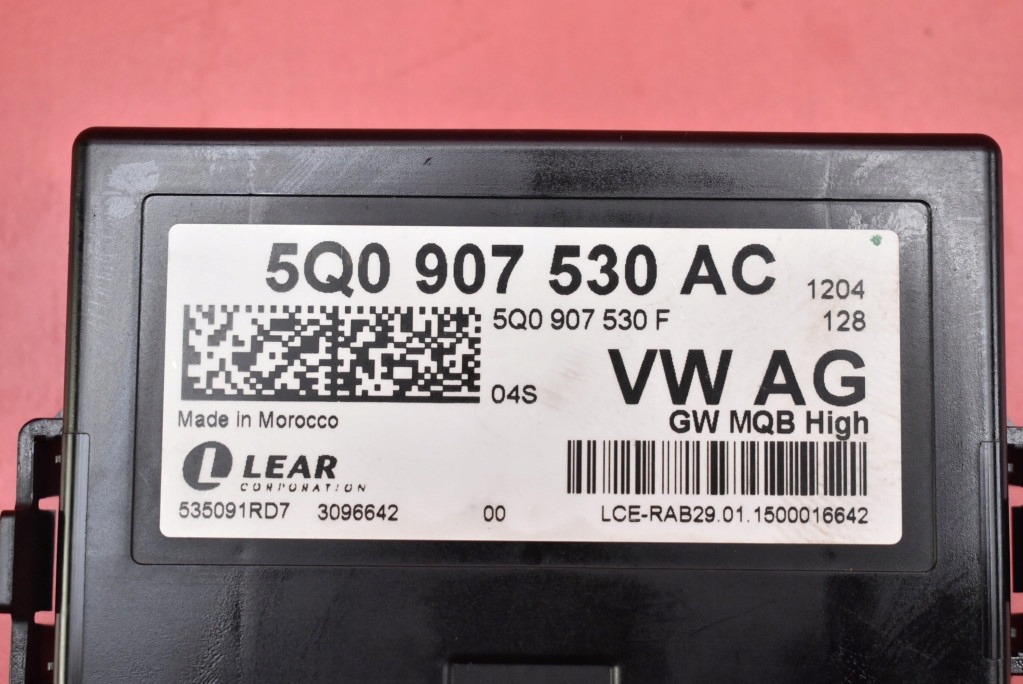 5Q0 907 530 AC 1204
5Q0 907 530 F 128
04S VW AG
Made in Morocco GW MQB High
L LEAR
CORPORATION
535091RD7 3096642 00 LCE-RAB29.01.1500016642